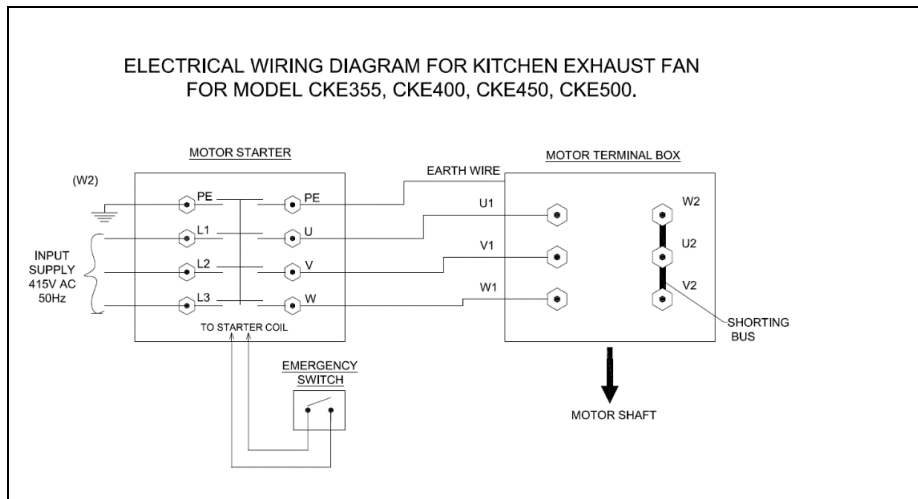 ELECTRICAL WIRING DIAGRAM FOR KITCHEN EXHAUST FAN
FOR MODEL CKE355, CKE400, CKE450, CKE500.
MOTOR STARTER
MOTOR TERMINAL BOX
EARTH WIRE
(W2)
PE
PE
U1
W2
L1
U
INPUT
SUPPLY
415V AC
50Hz
L2
V
V1
U2
L3
W
W1
V2
TO STARTER COIL
SHORTING
BUS
EMERGENCY
SWITCH
MOTOR SHAFT